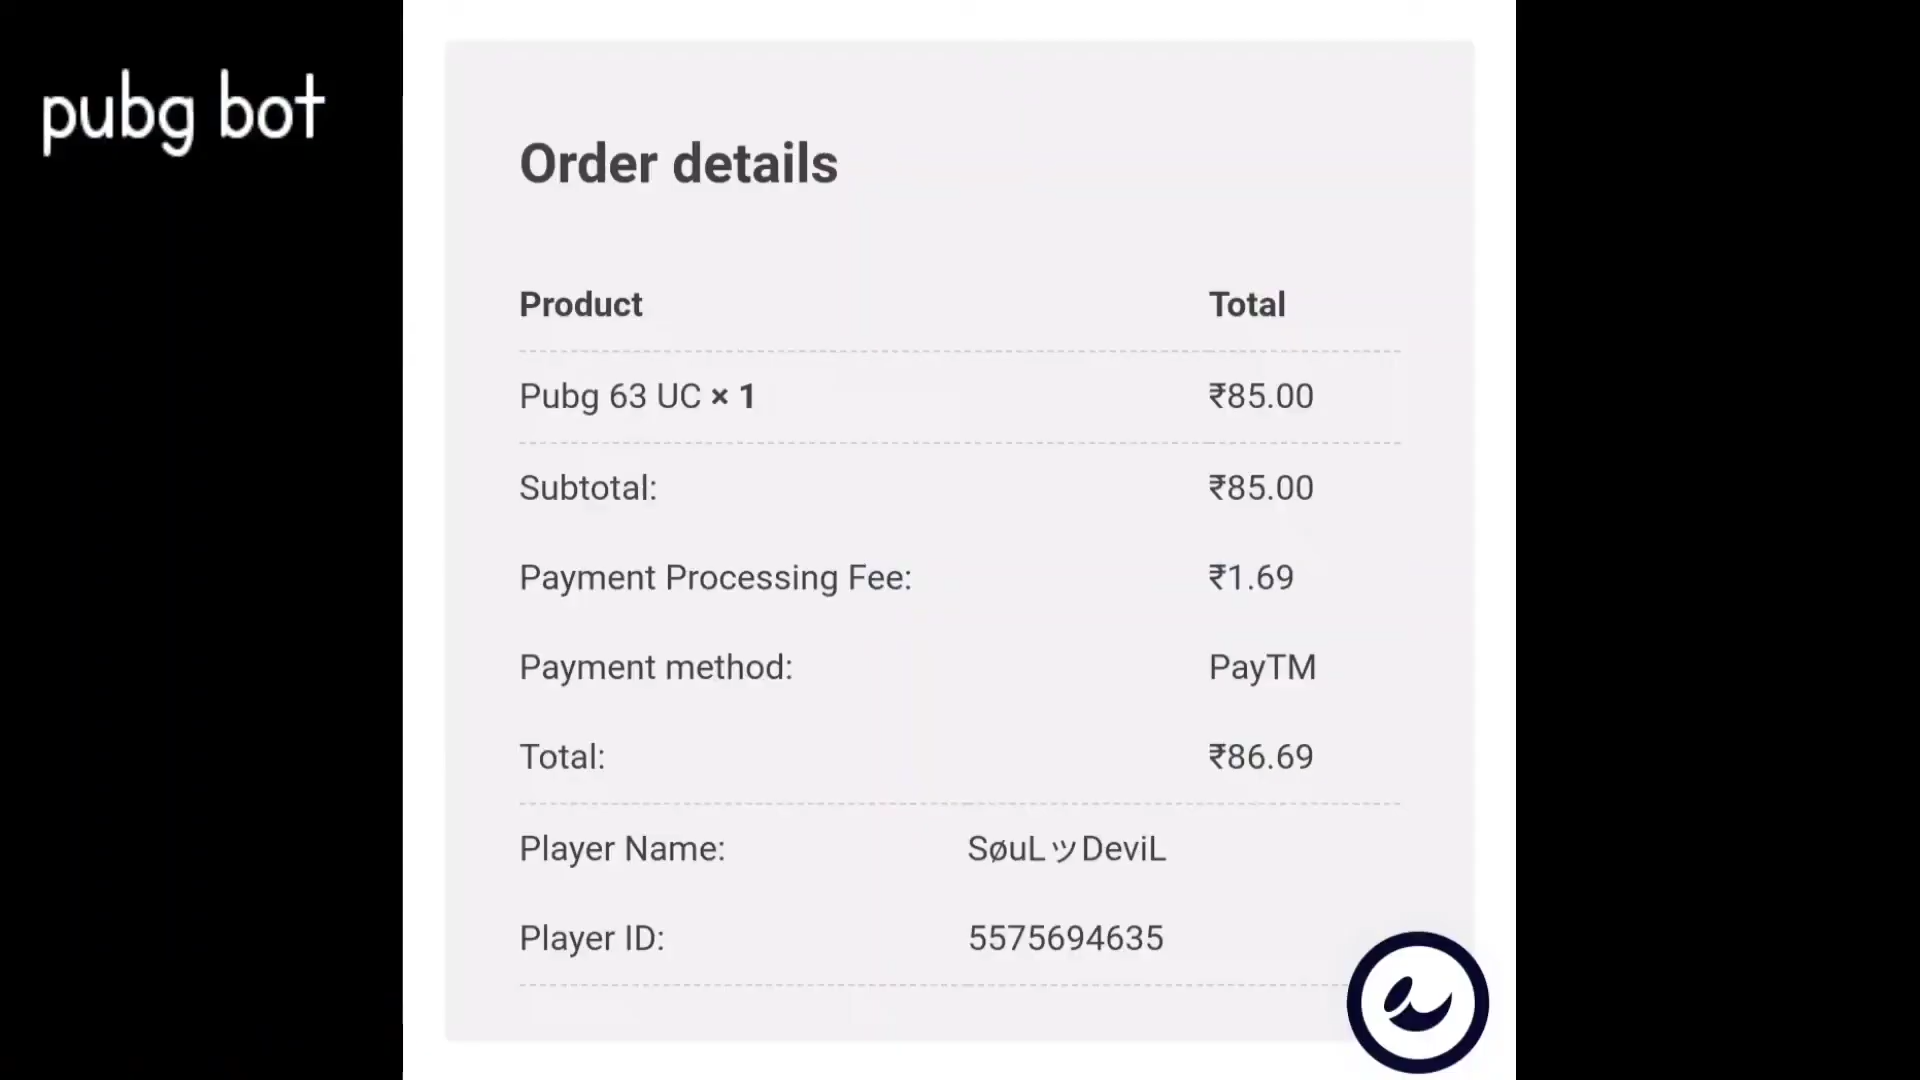 pubg bot
Order details
Product Total
Pubg 63 UC × 1 ₹85.00
Subtotal: ₹85.00
Payment Processing Fee: ₹1.69
Payment method: PayTM
Total: ₹86.69
Player Name: SøuLツDeviL
Player ID: 5575694635